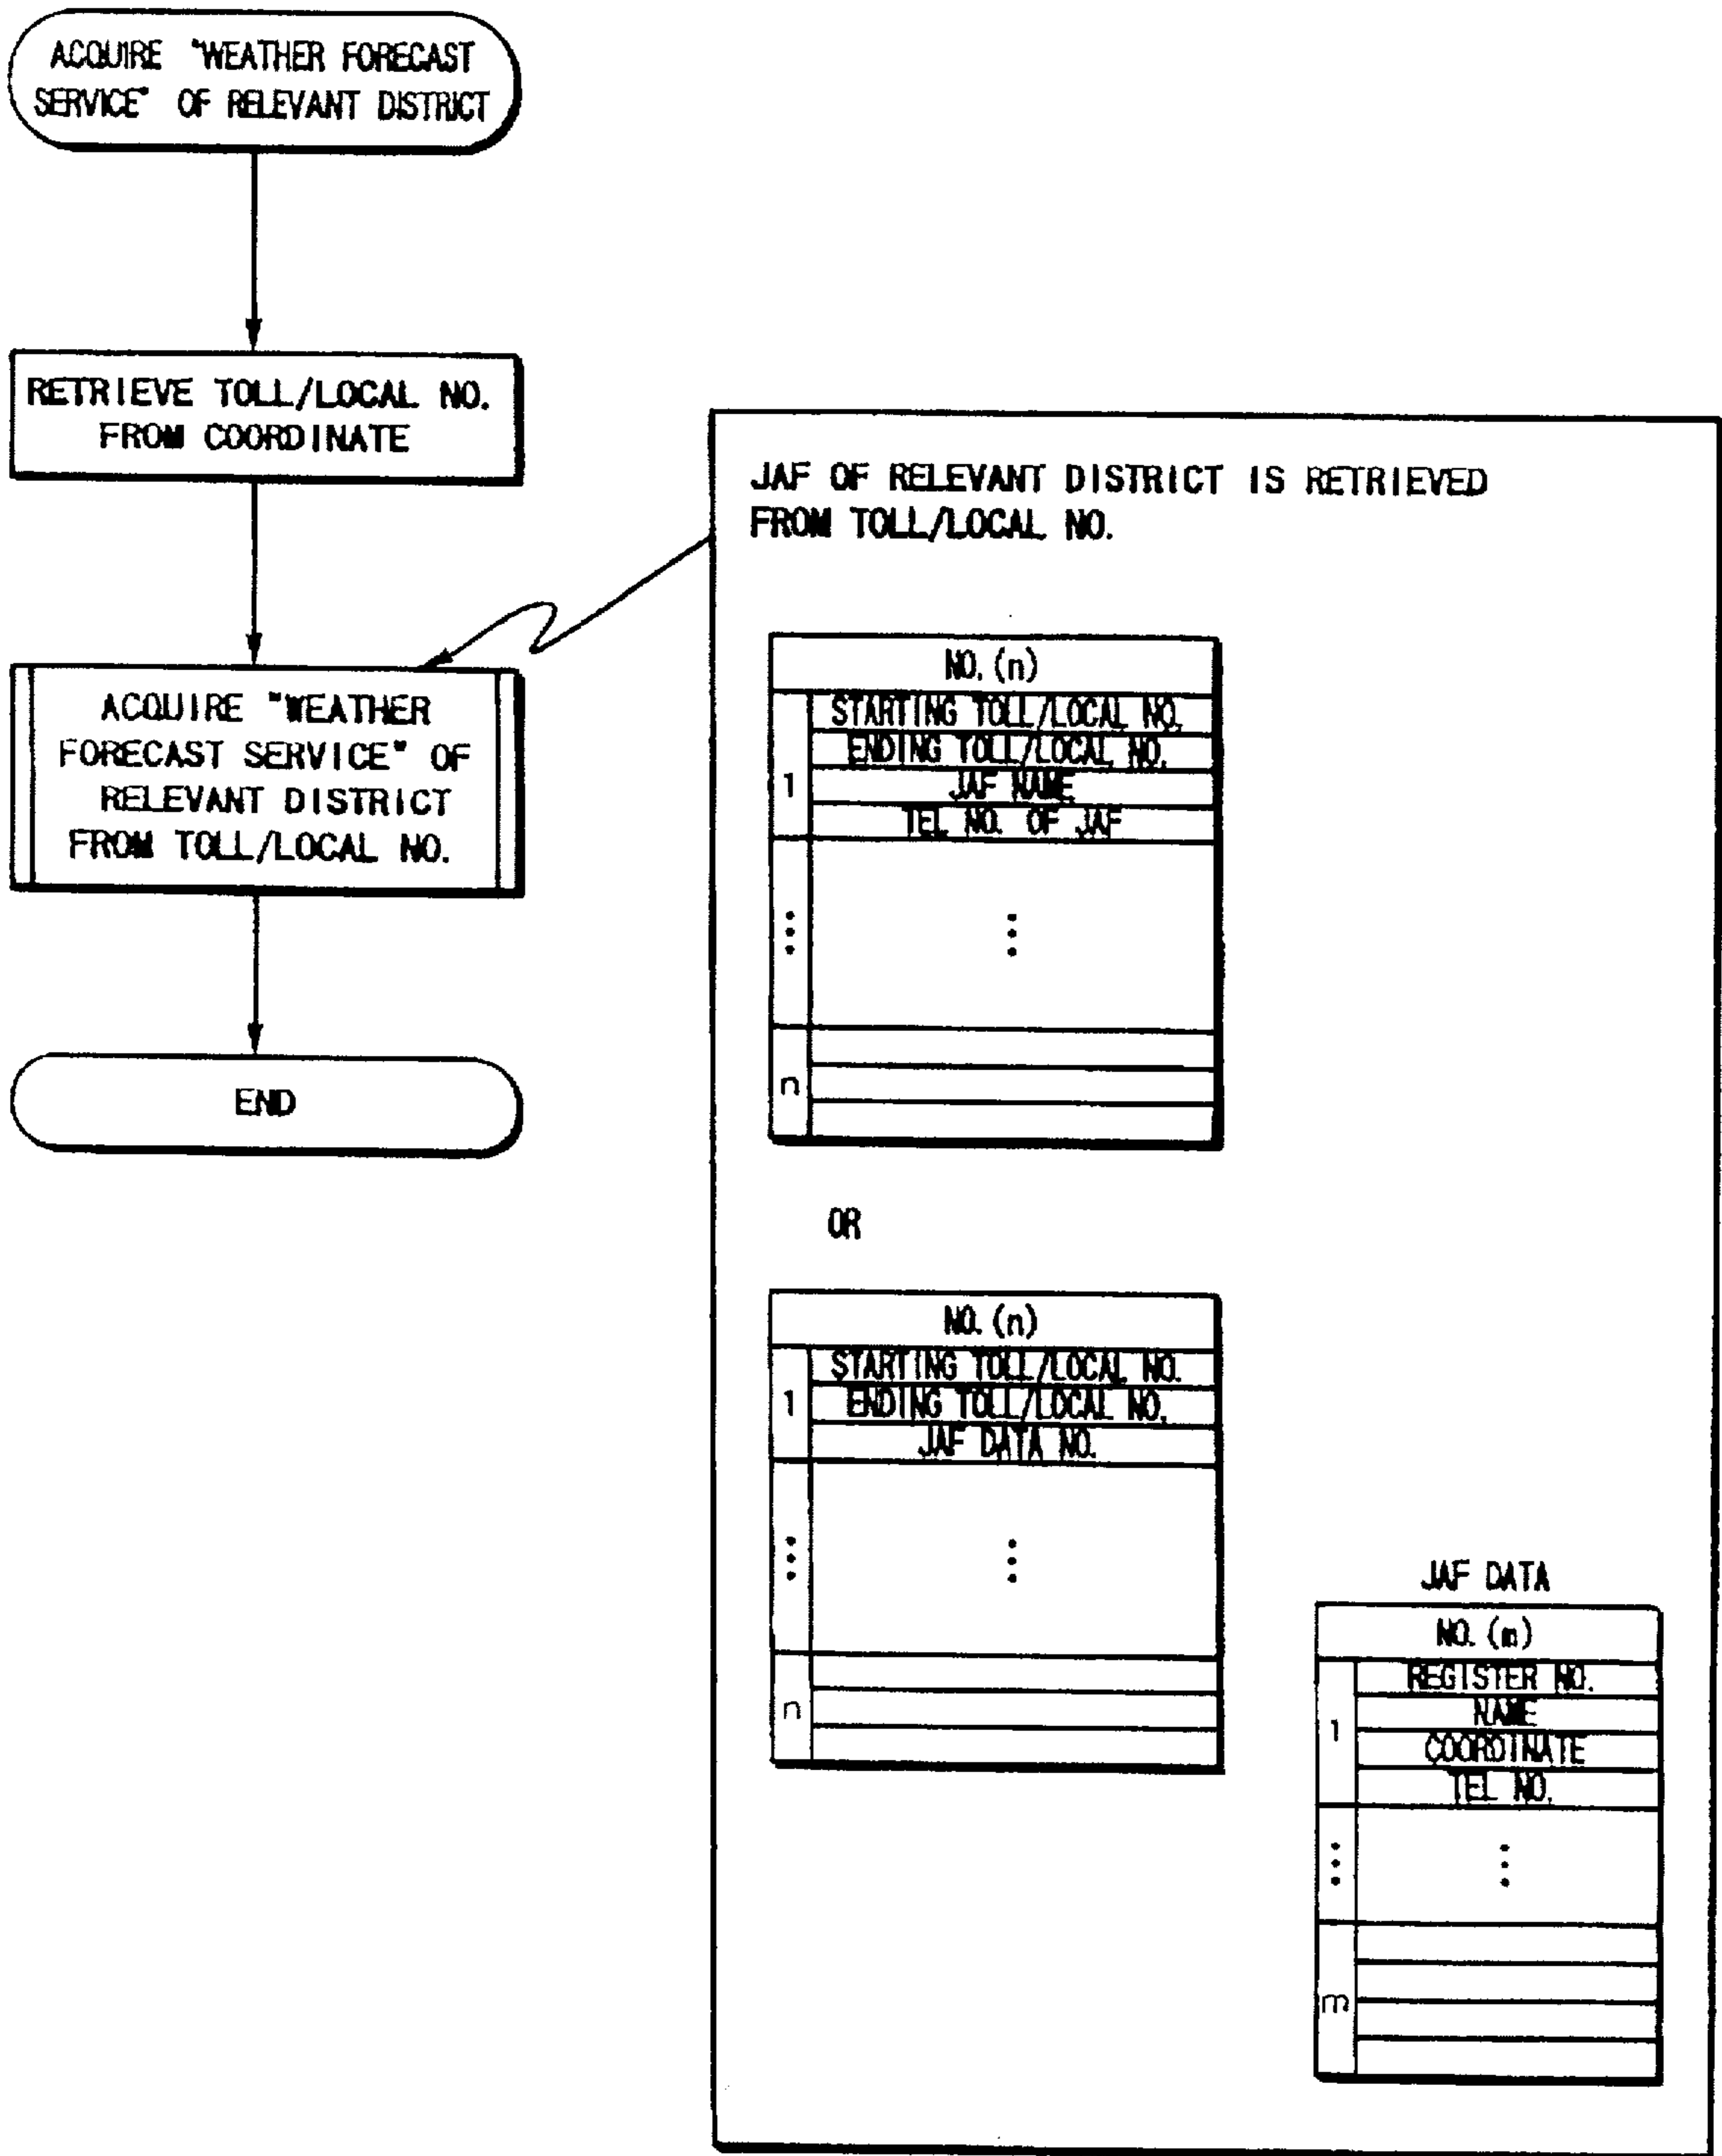 ACQUIRE "WEATHER FORECAST
SERVICE" OF RELEVANT DISTRICT
RETRIEVE TOLL/LOCAL NO.
FROM COORDINATE
ACQUIRE "WEATHER
FORECAST SERVICE" OF
RELEVANT DISTRICT
FROM TOLL/LOCAL NO.
END
JAF OF RELEVANT DISTRICT IS RETRIEVED
FROM TOLL/LOCAL NO.
NO. (n)
1
STARTING TOLL/LOCAL NO.
ENDING TOLL/LOCAL NO.
JAF NAME
TEL NO. OF JAF
n
OR
NO. (n)
1
STARTING TOLL/LOCAL NO.
ENDING TOLL/LOCAL NO.
JAF DATA NO.
n
JAF DATA
NO. (m)
1
REGISTER NO.
NAME
COORDINATE
TEL NO.
m